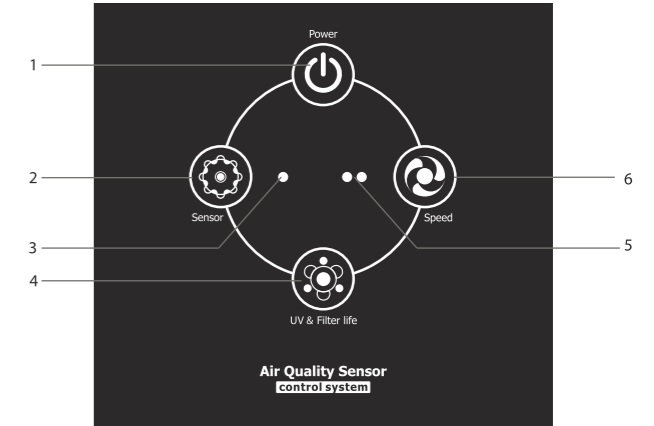 Power
1
2
6
Sensor
Speed
3
5
4
UV & Filter life
Air Quality Sensor
control system